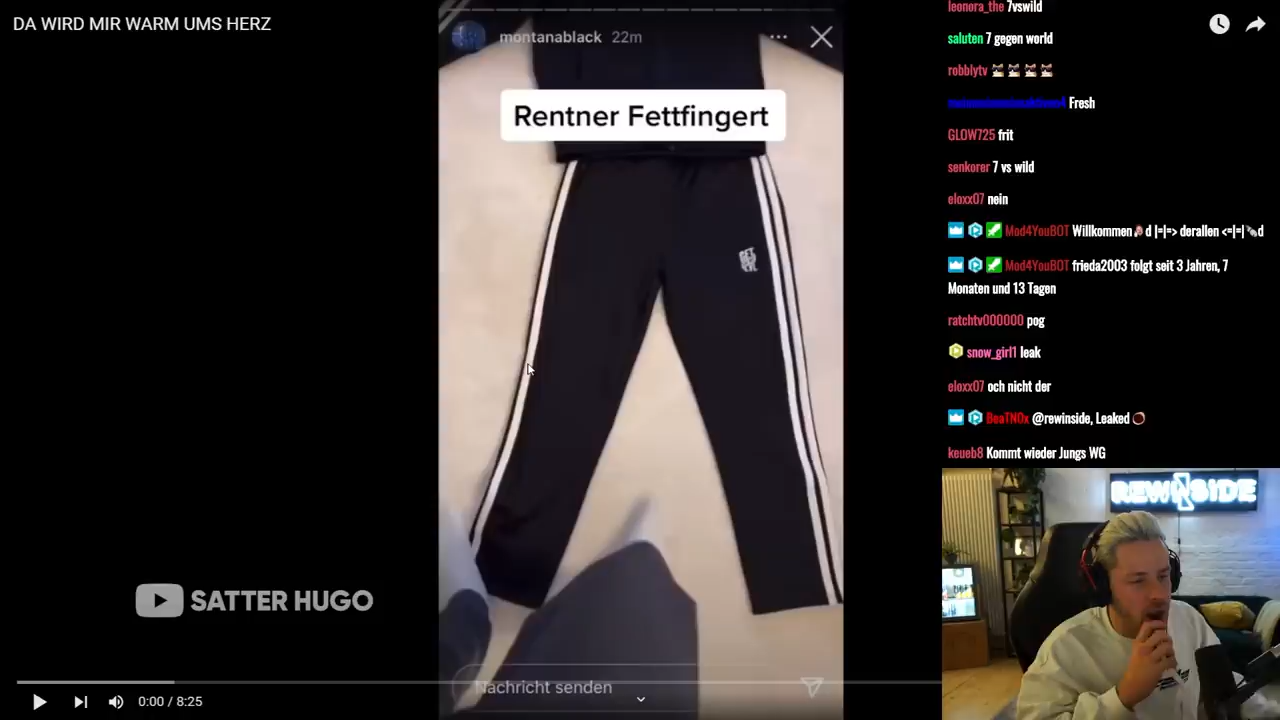 DA WIRD MIR WARM UMS HERZ
montanablack 22m
Rentner Fettfingert
GET
SATTER HUGO
Nachricht senden
0:00 / 8:25
leonora_the 7vswild
saluten 7 gegen world
robblytv
Fresh
GLOW725 frit
senkorer 7 vs wild
eloxx07 nein
Mod4YouBOT Willkommen d |=|=> derallen <=|=| d
Mod4YouBOT frieda2003 folgt seit 3 Jahren, 7
Monaten und 13 Tagen
ratchtv000000 pog
snow_girl1 leak
eloxx07 och nicht der
BeaTN0x @rewinside, Leaked
keueb8 Kommt wieder Jungs WG
REWINSIDE